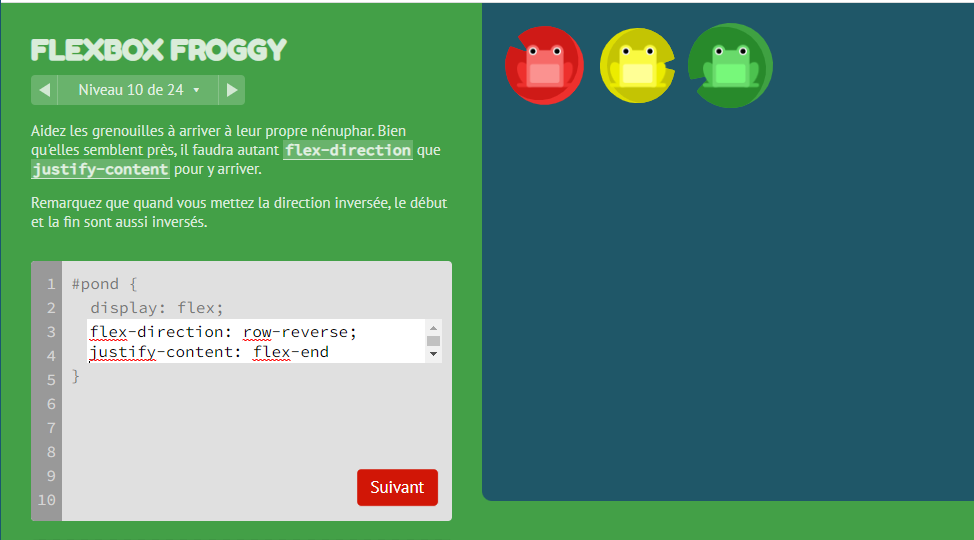 FLEXBOX FROGGY
Niveau 10 de 24
Aidez les grenouilles à arriver à leur propre nénuphar. Bien
qu'elles semblent près, il faudra autant flex-direction que
justify-content pour y arriver.
Remarquez que quand vous mettez la direction inversée, le début
et la fin sont aussi inversés.
1 #pond {
2 display: flex;
3 flex-direction: row-reverse;
4 justify-content: flex-end
5 }
6
7
8
9
10
Suivant